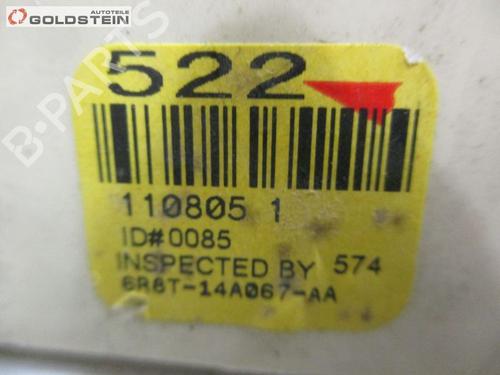 AUTOTEILE
GOLDSTEIN
B-PARTS
522
110805 1
ID#0085
INSPECTED BY 574
6R8T-14A067-AA